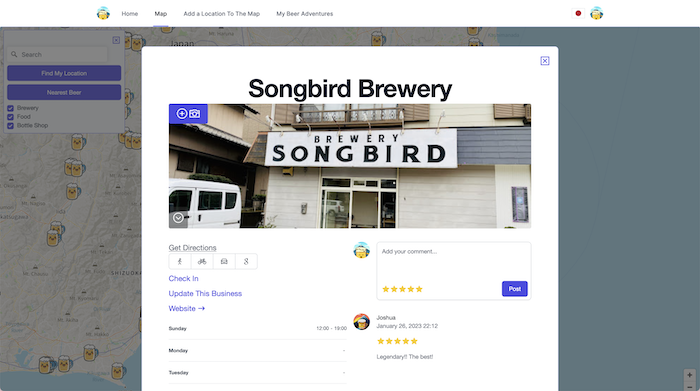 Home
Map
Add a Location To The Map
My Beer Adventures
Japan
Search
Find My Location
Nearest Beer
Brewery
Food
Bottle Shop
SHIZUOK
Songbird Brewery
BREWERY
SONGBIRD
Get Directions
Check In
Update This Business
Website →
Sunday 12:00 - 19:00
Monday -
Tuesday -
Add your comment...
Post
Joshua
January 26, 2023 22:12
Legendary!! The best!